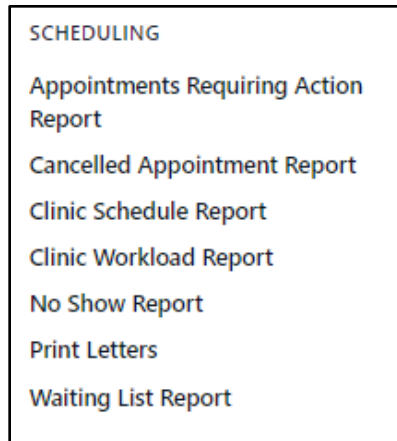 SCHEDULING
Appointments Requiring Action
Report
Cancelled Appointment Report
Clinic Schedule Report
Clinic Workload Report
No Show Report
Print Letters
Waiting List Report